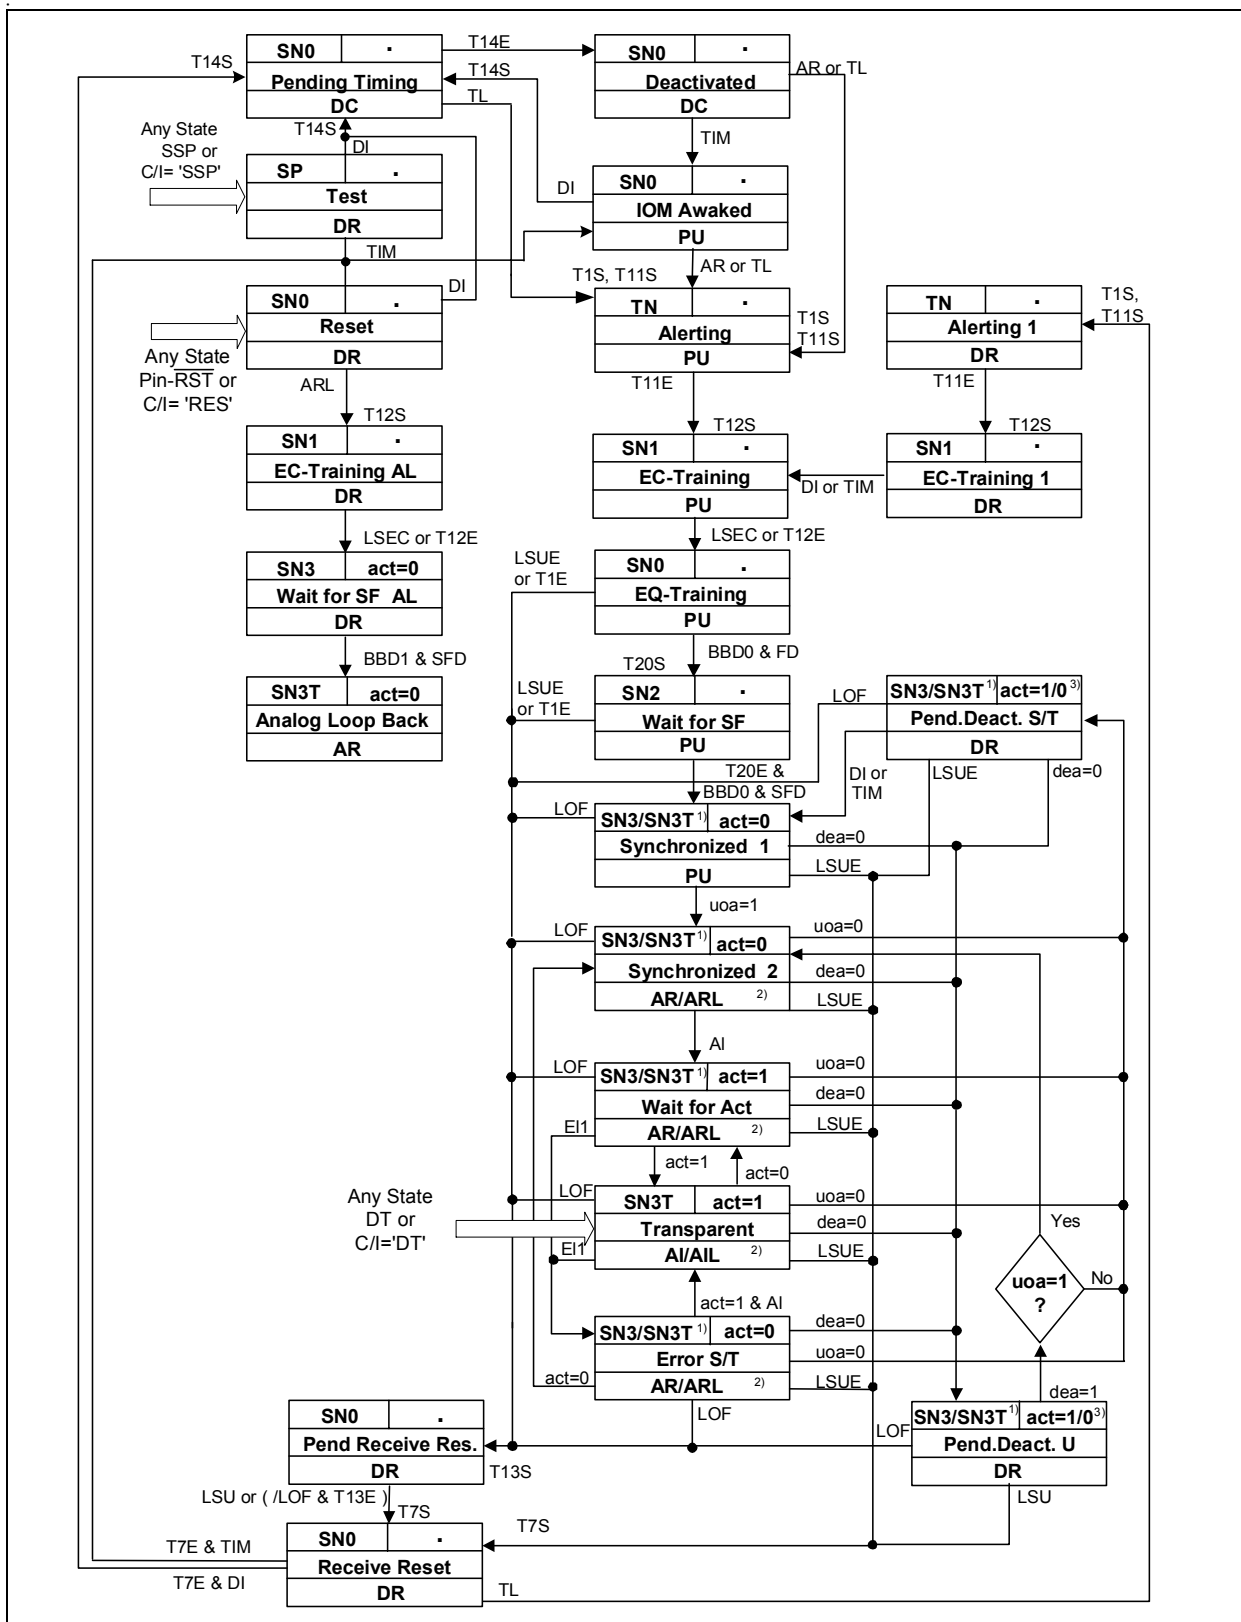 .
SN0 .
Pending Timing
DC
T14S
T14E
T14S
TL
SN0 .
Deactivated
DC
AR or TL
TIM
T14S
DI
Any State
SSP or
C/I= 'SSP'
SP .
Test
DR
DI
SN0 .
IOM Awaked
PU
TIM
AR or TL
DI
T1S, T11S
SN0 .
Reset
DR
Any State
Pin-RST or
C/I= 'RES'
TN .
Alerting
PU
T1S
T11S
TN .
Alerting 1
DR
T1S,
T11S
ARL
T12S
T11E
T12S
T11E
T12S
SN1 .
EC-Training AL
DR
SN1 .
EC-Training
PU
DI or TIM
SN1 .
EC-Training 1
DR
LSEC or T12E
LSEC or T12E
SN3 act=0
Wait for SF AL
DR
LSUE
or T1E
SN0 .
EQ-Training
PU
BBD1 & SFD
BBD0 & FD
T20S
SN3T act=0
Analog Loop Back
AR
LSUE
or T1E
SN2 .
Wait for SF
PU
LOF
SN3/SN3T 1) act=1/0 3)
Pend.Deact. S/T
DR
T20E &
BBD0 & SFD
DI or
TIM
LSUE
dea=0
LOF
SN3/SN3T 1) act=0
Synchronized 1
PU
dea=0
LSUE
uoa=1
LOF
SN3/SN3T 1) act=0
Synchronized 2
AR/ARL 2)
uoa=0
dea=0
LSUE
AI
LOF
SN3/SN3T 1) act=1
Wait for Act
AR/ARL 2)
uoa=0
dea=0
LSUE
EI1
act=1
act=0
Any State
DT or
C/I='DT'
LOF
SN3T act=1
Transparent
AI/AIL 2)
uoa=0
dea=0
LSUE
EI1
Yes
uoa=1
?
No
act=1 & AI
SN3/SN3T 1) act=0
Error S/T
AR/ARL 2)
dea=0
uoa=0
LSUE
act=0
LOF
dea=1
SN0 .
Pend Receive Res.
DR
T13S
LOF
SN3/SN3T 1) act=1/0 3)
Pend.Deact. U
DR
LSU
LSU or ( /LOF & T13E )
T7S
T7S
SN0 .
Receive Reset
DR
T7E & TIM
T7E & DI
TL